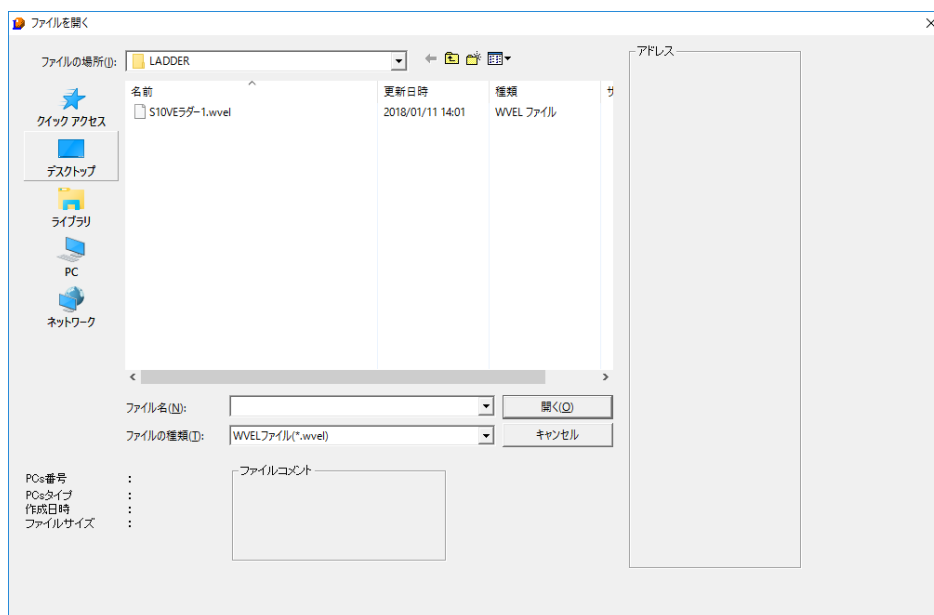 ファイルを開く
ファイルの場所(I):
LADDER
アドレス
名前
更新日時
種類
サ
S10VEラダー1.wvel
2018/01/11 14:01
WVEL ファイル
クイック アクセス
デスクトップ
ライブラリ
PC
ネットワーク
ファイル名(N):
開く(O)
ファイルの種類(T):
WVELファイル(*.wvel)
キャンセル
PCs番号 :
PCsタイプ :
作成日時 :
ファイルサイズ :
ファイルコメント